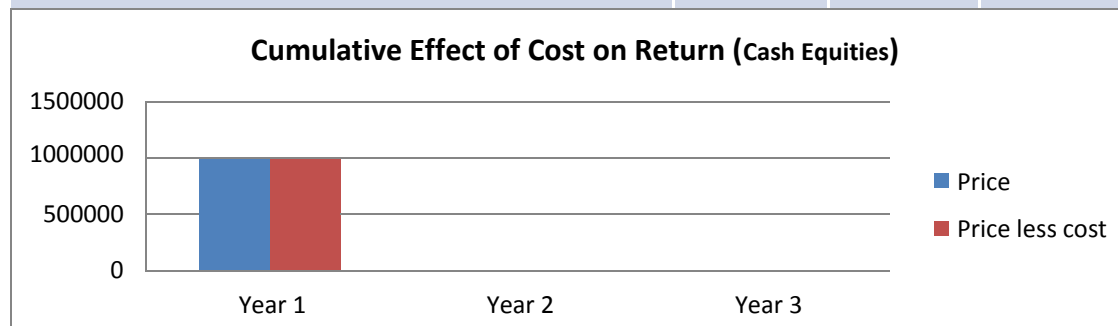 Cumulative Effect of Cost on Return (Cash Equities)
1500000
1000000
500000
0
Year 1
Year 2
Year 3
Price
Price less cost